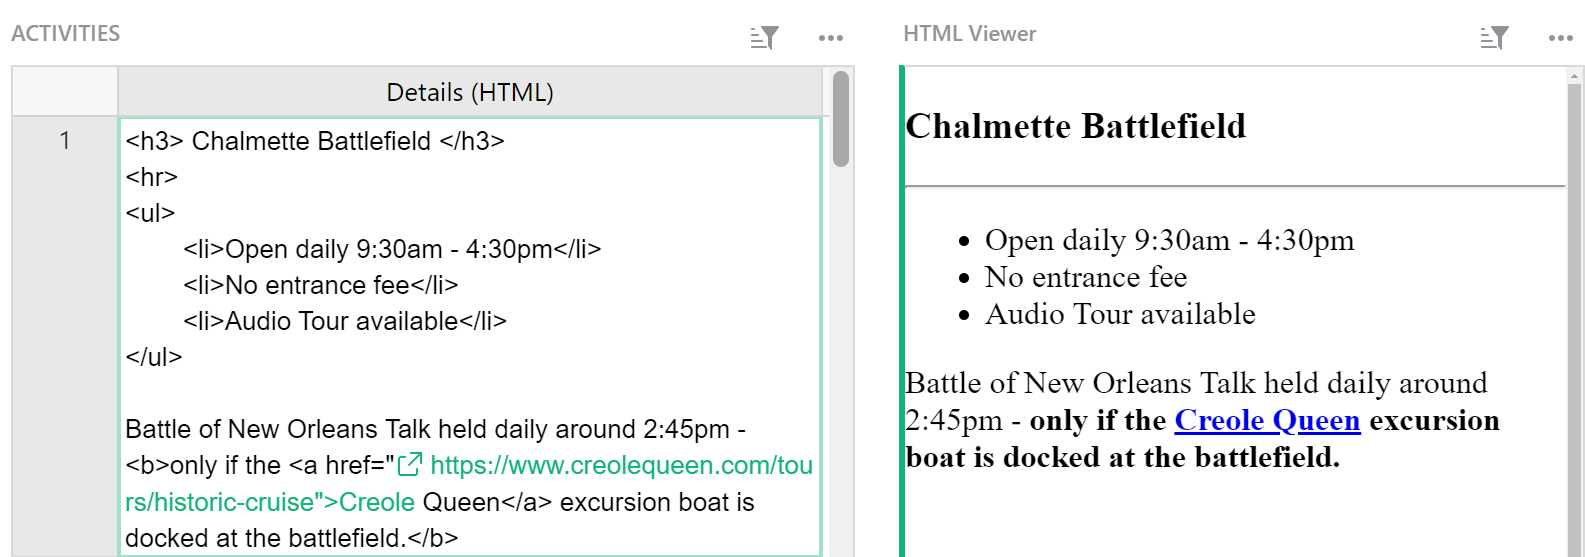 ACTIVITIES
Details (HTML)
1
<h3> Chalmette Battlefield </h3>
<hr>
<ul>
<li>Open daily 9:30am - 4:30pm</li>
<li>No entrance fee</li>
<li>Audio Tour available</li>
</ul>
Battle of New Orleans Talk held daily around 2:45pm -
<b>only if the <a href="https://www.creolequeen.com/tou
rs/historic-cruise">Creole Queen</a> excursion boat is
docked at the battlefield.</b>
HTML Viewer
Chalmette Battlefield
• Open daily 9:30am - 4:30pm
• No entrance fee
• Audio Tour available
Battle of New Orleans Talk held daily around
2:45pm - only if the Creole Queen excursion
boat is docked at the battlefield.